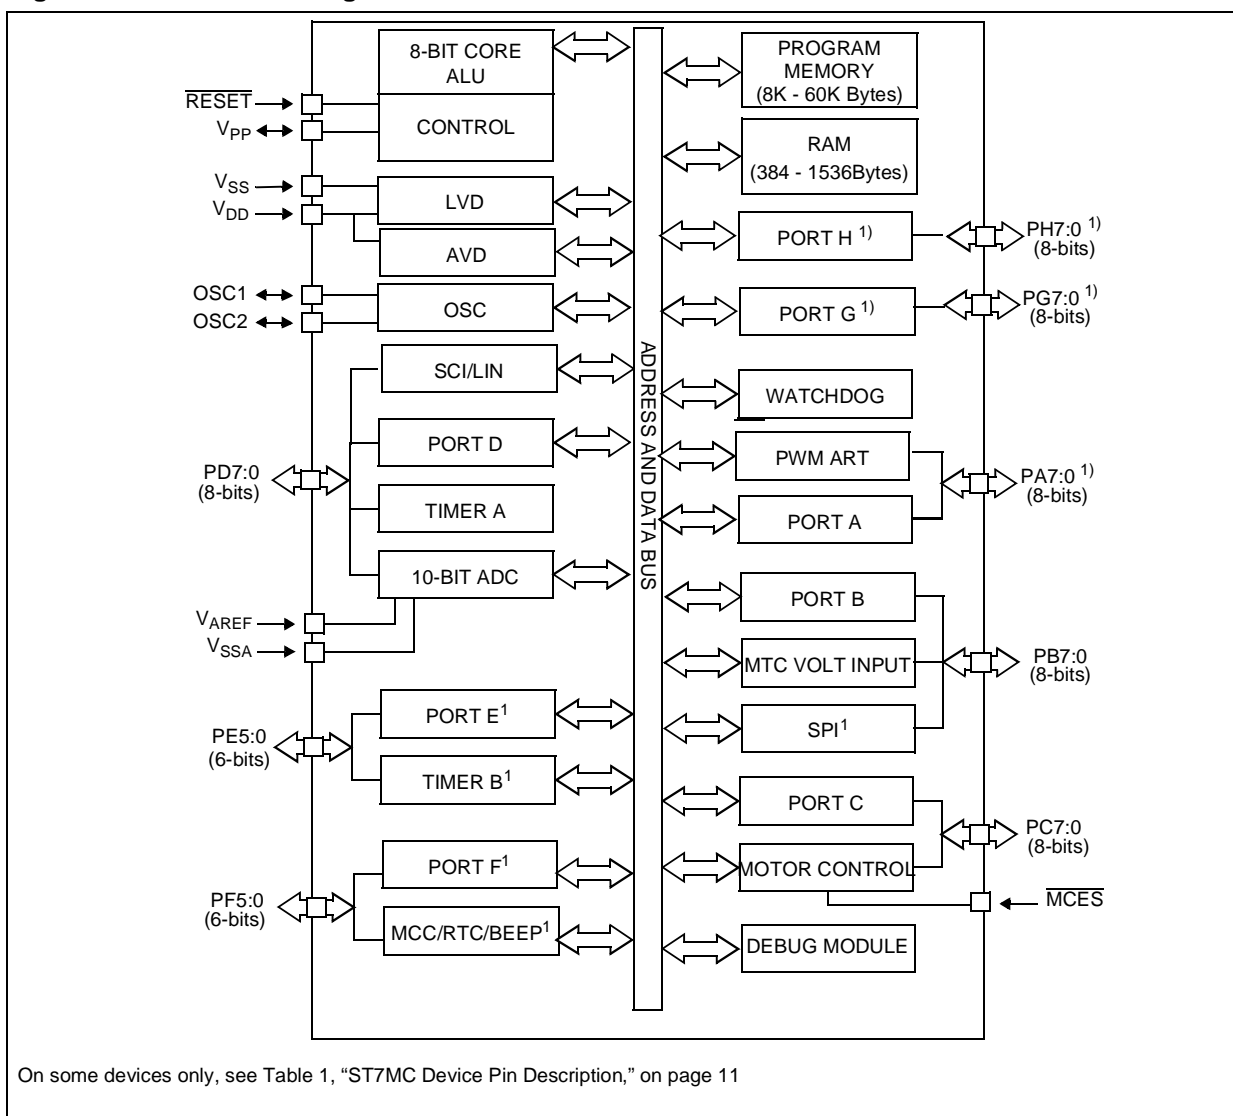 8-BIT CORE
ALU
CONTROL
RESET
VPP
VSS
VDD
LVD
AVD
OSC1
OSC2
OSC
SCI/LIN
PORT D
PD7:0
(8-bits)
TIMER A
10-BIT ADC
VAREF
VSSA
PORT E1
PE5:0
(6-bits)
TIMER B1
PORT F1
PF5:0
(6-bits)
MCC/RTC/BEEP1
ADDRESS AND DATA BUS
PROGRAM
MEMORY
(8K - 60K Bytes)
RAM
(384 - 1536Bytes)
PORT H 1)
PH7:0 1)
(8-bits)
PORT G 1)
PG7:0 1)
(8-bits)
WATCHDOG
PWM ART
PA7:0 1)
(8-bits)
PORT A
PORT B
MTC VOLT INPUT
PB7:0
(8-bits)
SPI1
PORT C
PC7:0
(8-bits)
MOTOR CONTROL
MCES
DEBUG MODULE
On some devices only, see Table 1, “ST7MC Device Pin Description,” on page 11